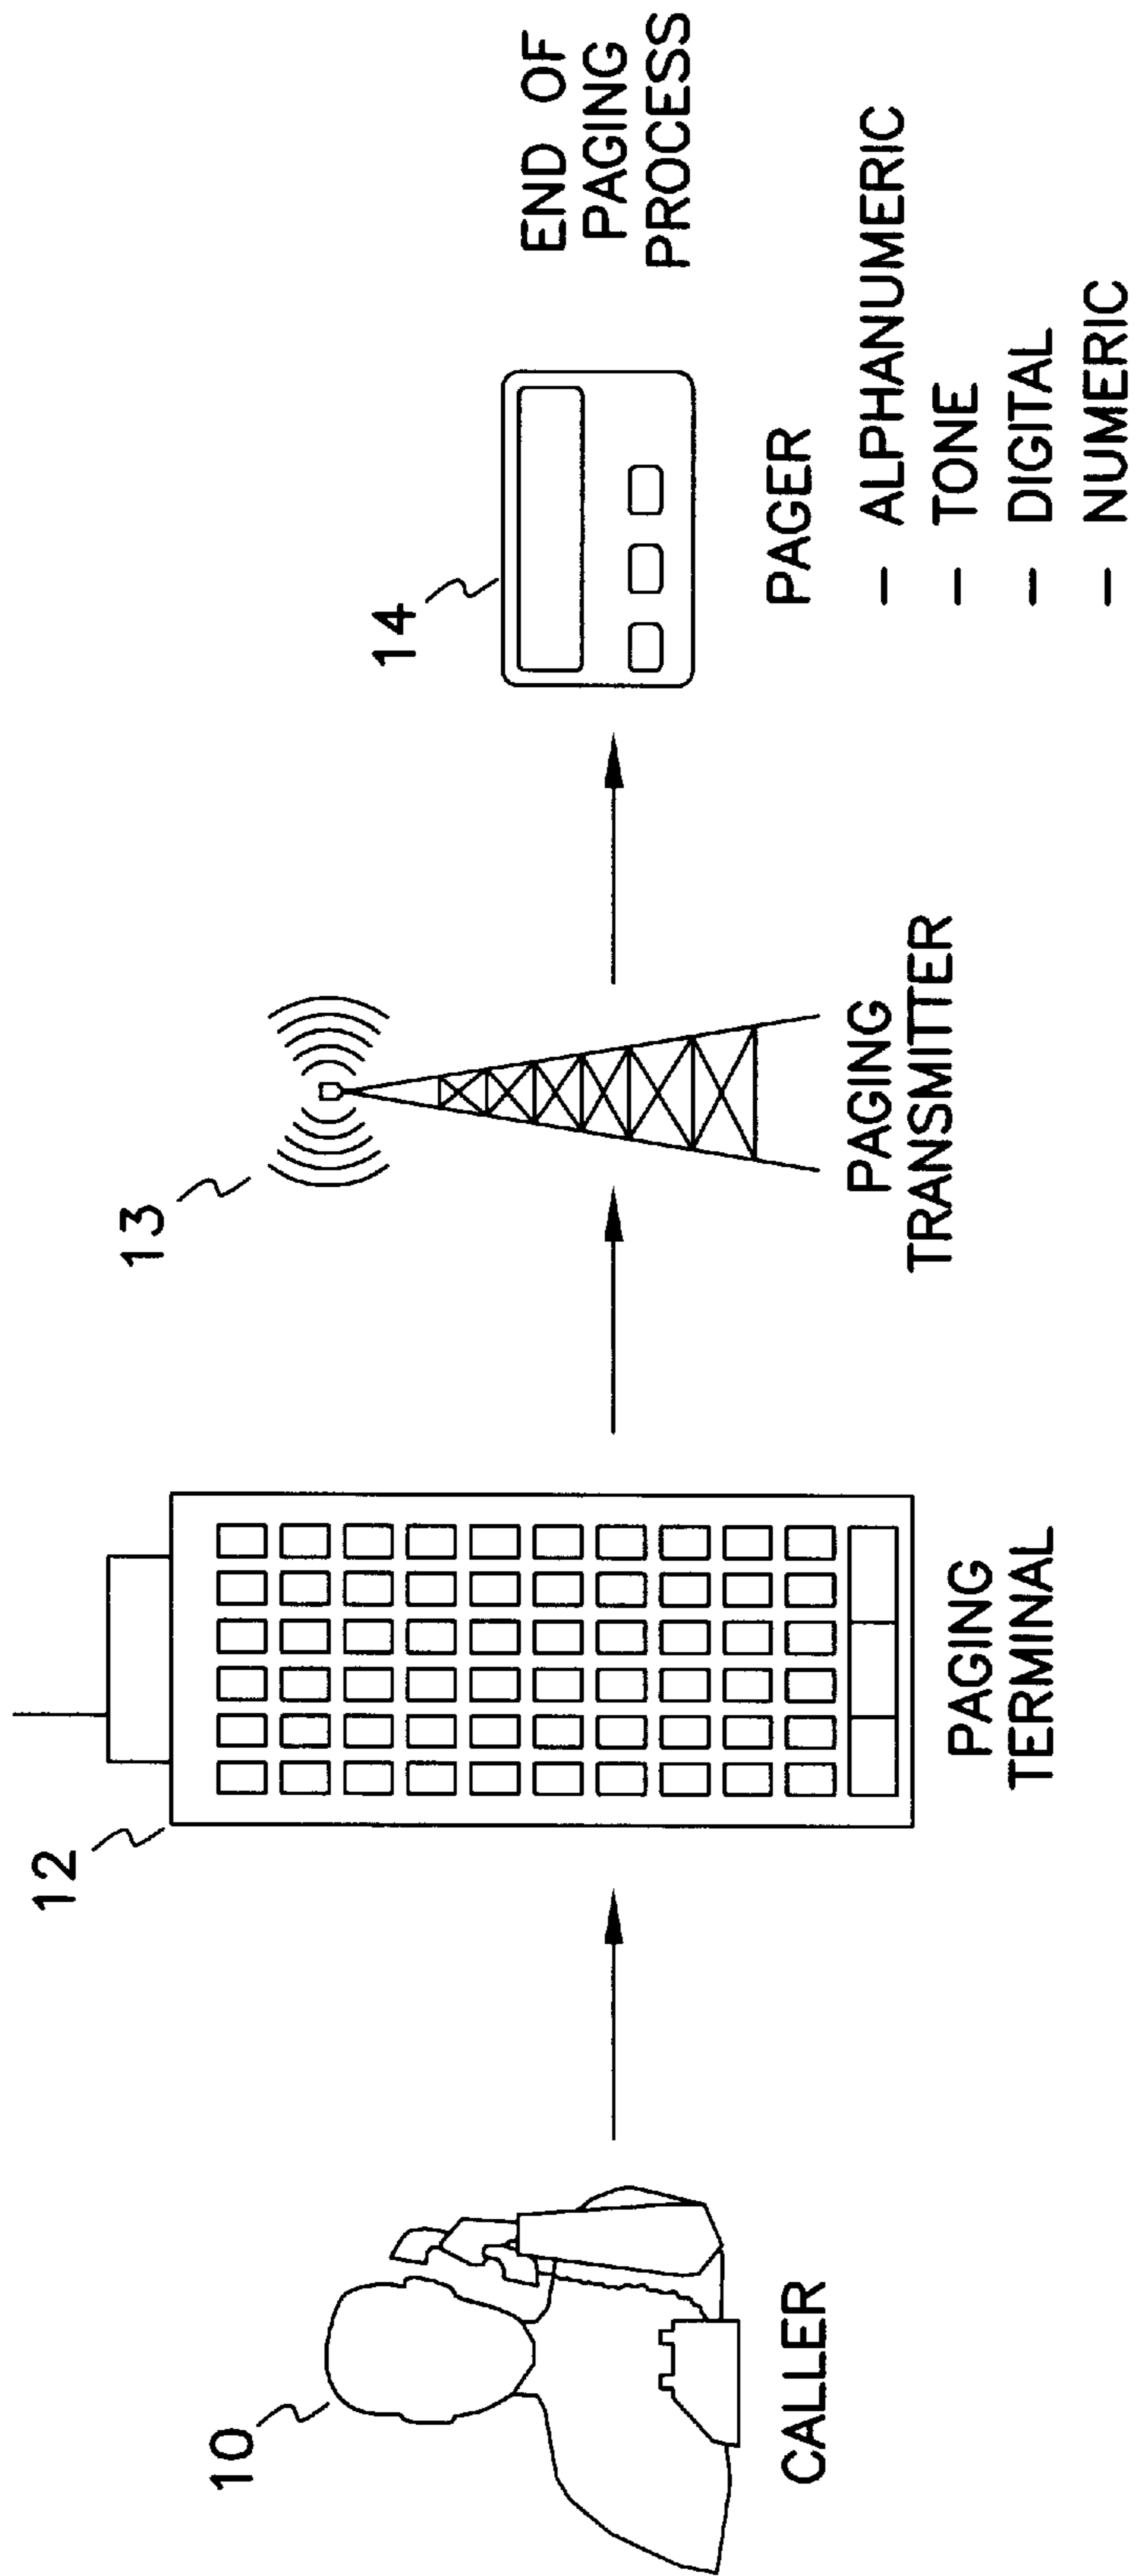 10
CALLER
12
PAGING
TERMINAL
13
PAGING
TRANSMITTER
14
PAGER
- ALPHANUMERIC
- TONE
- DIGITAL
- NUMERIC
END OF
PAGING
PROCESS